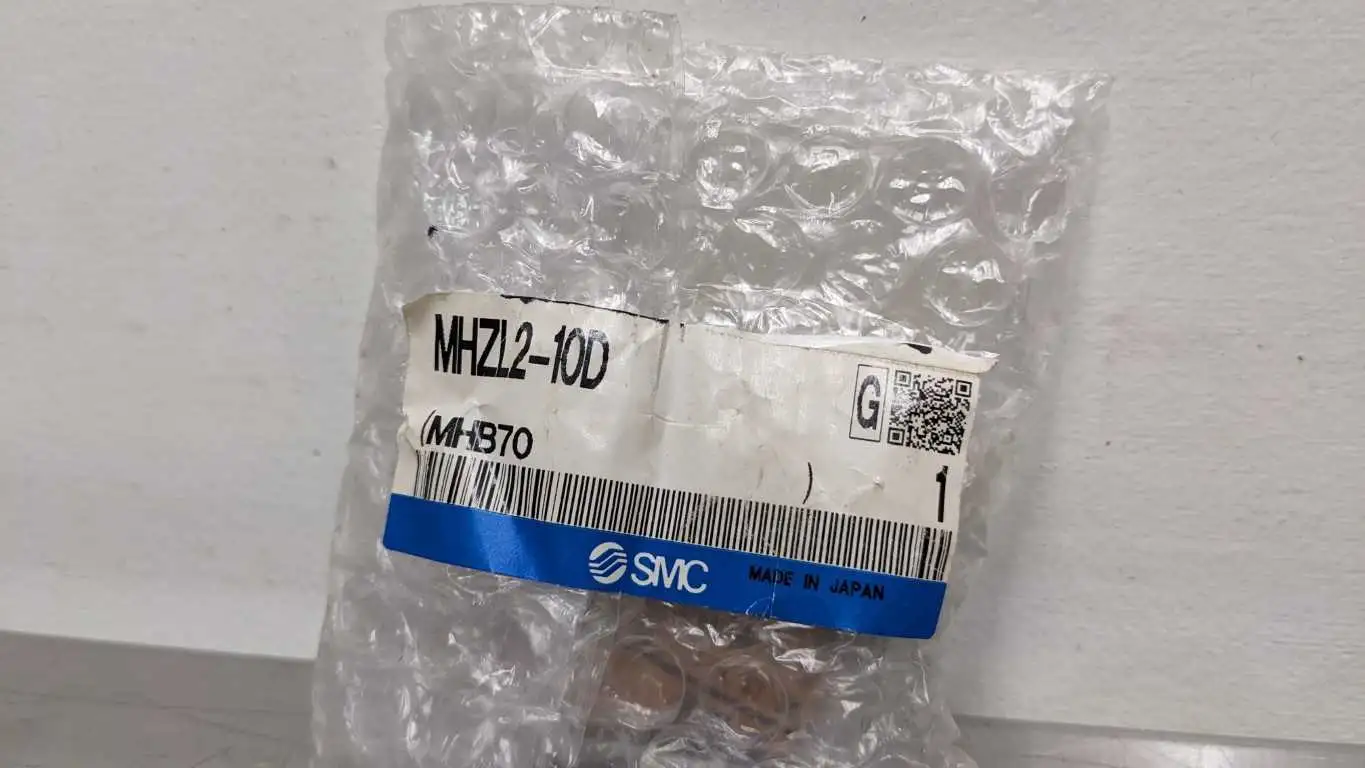 MHZL2-10D
G
(MHB70 )
1
SMC MADE IN JAPAN